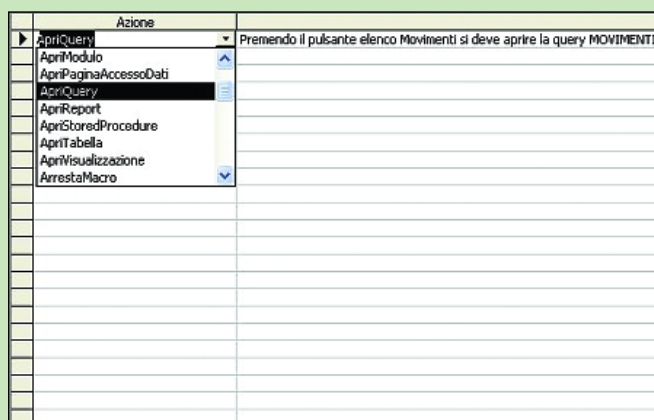 Azione
ApriQuery Premendo il pulsante elenco Movimenti si deve aprire la query MOVIMENTI
ApriModulo
ApriPaginaAccessoDati
ApriQuery
ApriReport
ApriStoredProcedure
ApriTabella
ApriVisualizzazione
ArrestaMacro